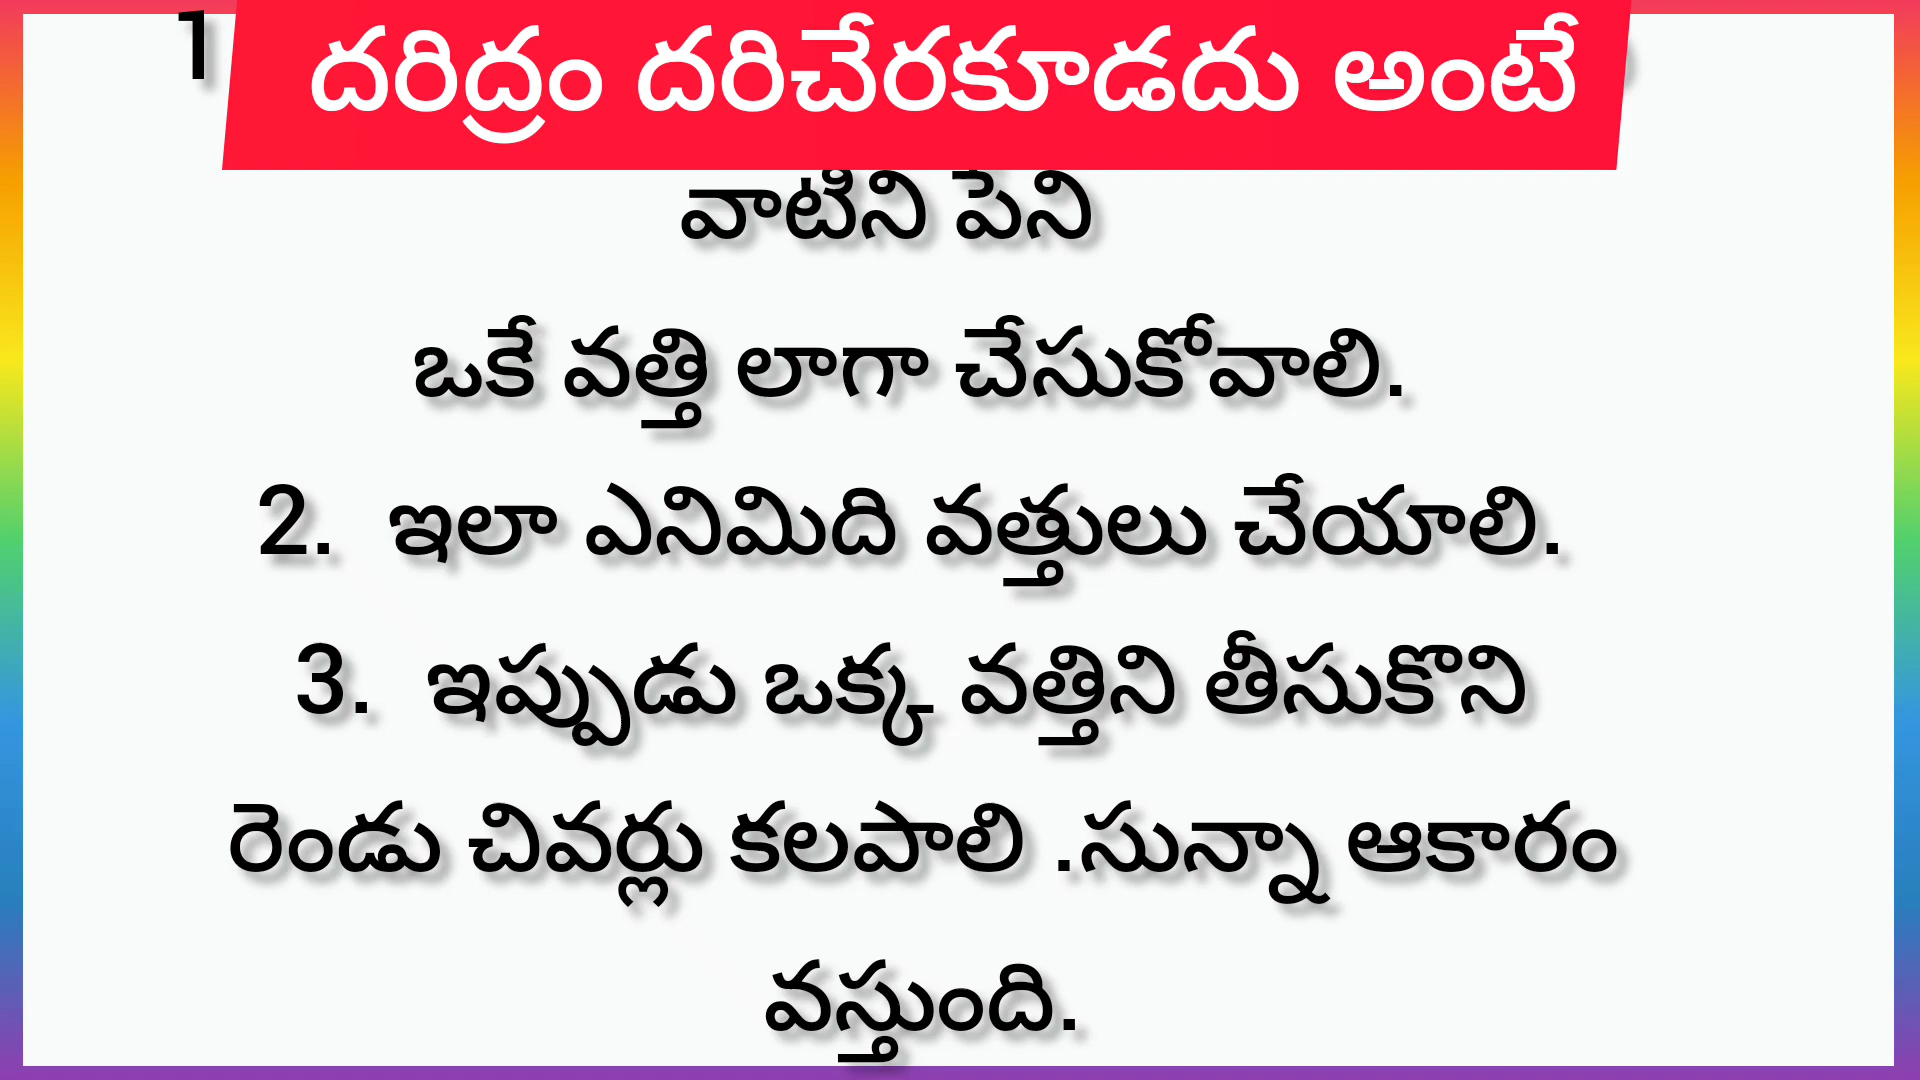 1
దరిద్రం దరిచేరకూడదు అంటే
వాటిని పేని
ఒకే వత్తి లాగా చేసుకోవాలి.
2. ఇలా ఎనిమిది వత్తులు చేయాలి.
3. ఇప్పుడు ఒక్క వత్తిని తీసుకొని
రెండు చివర్లు కలపాలి .సున్నా ఆకారం
వస్తుంది.